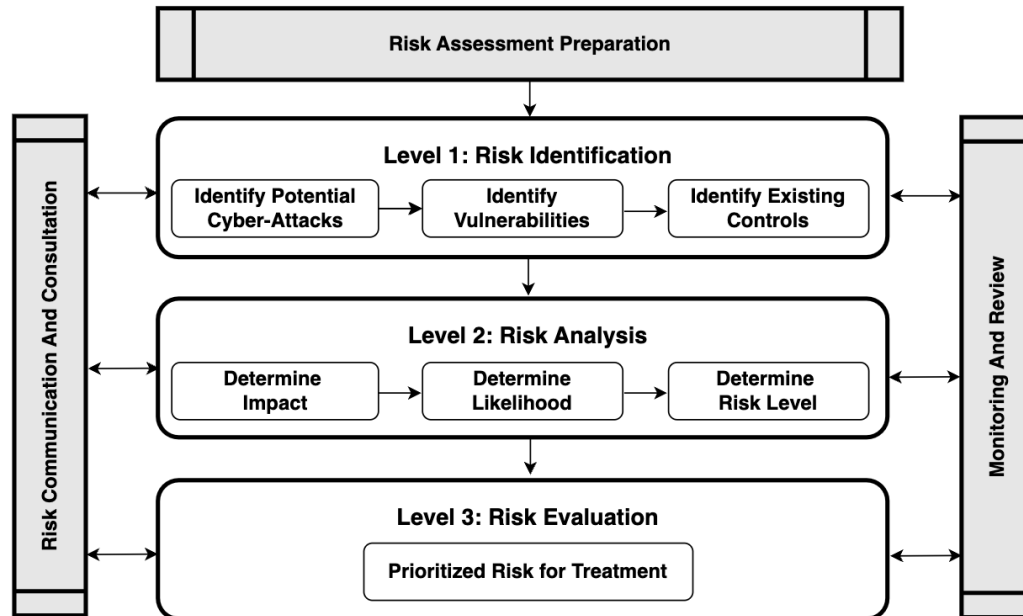 Risk Assessment Preparation
Risk Communication And Consultation
Level 1: Risk Identification
Identify Potential
Cyber-Attacks
Identify
Vulnerabilities
Identify Existing
Controls
Level 2: Risk Analysis
Determine
Impact
Determine
Likelihood
Determine
Risk Level
Level 3: Risk Evaluation
Prioritized Risk for Treatment
Monitoring And Review